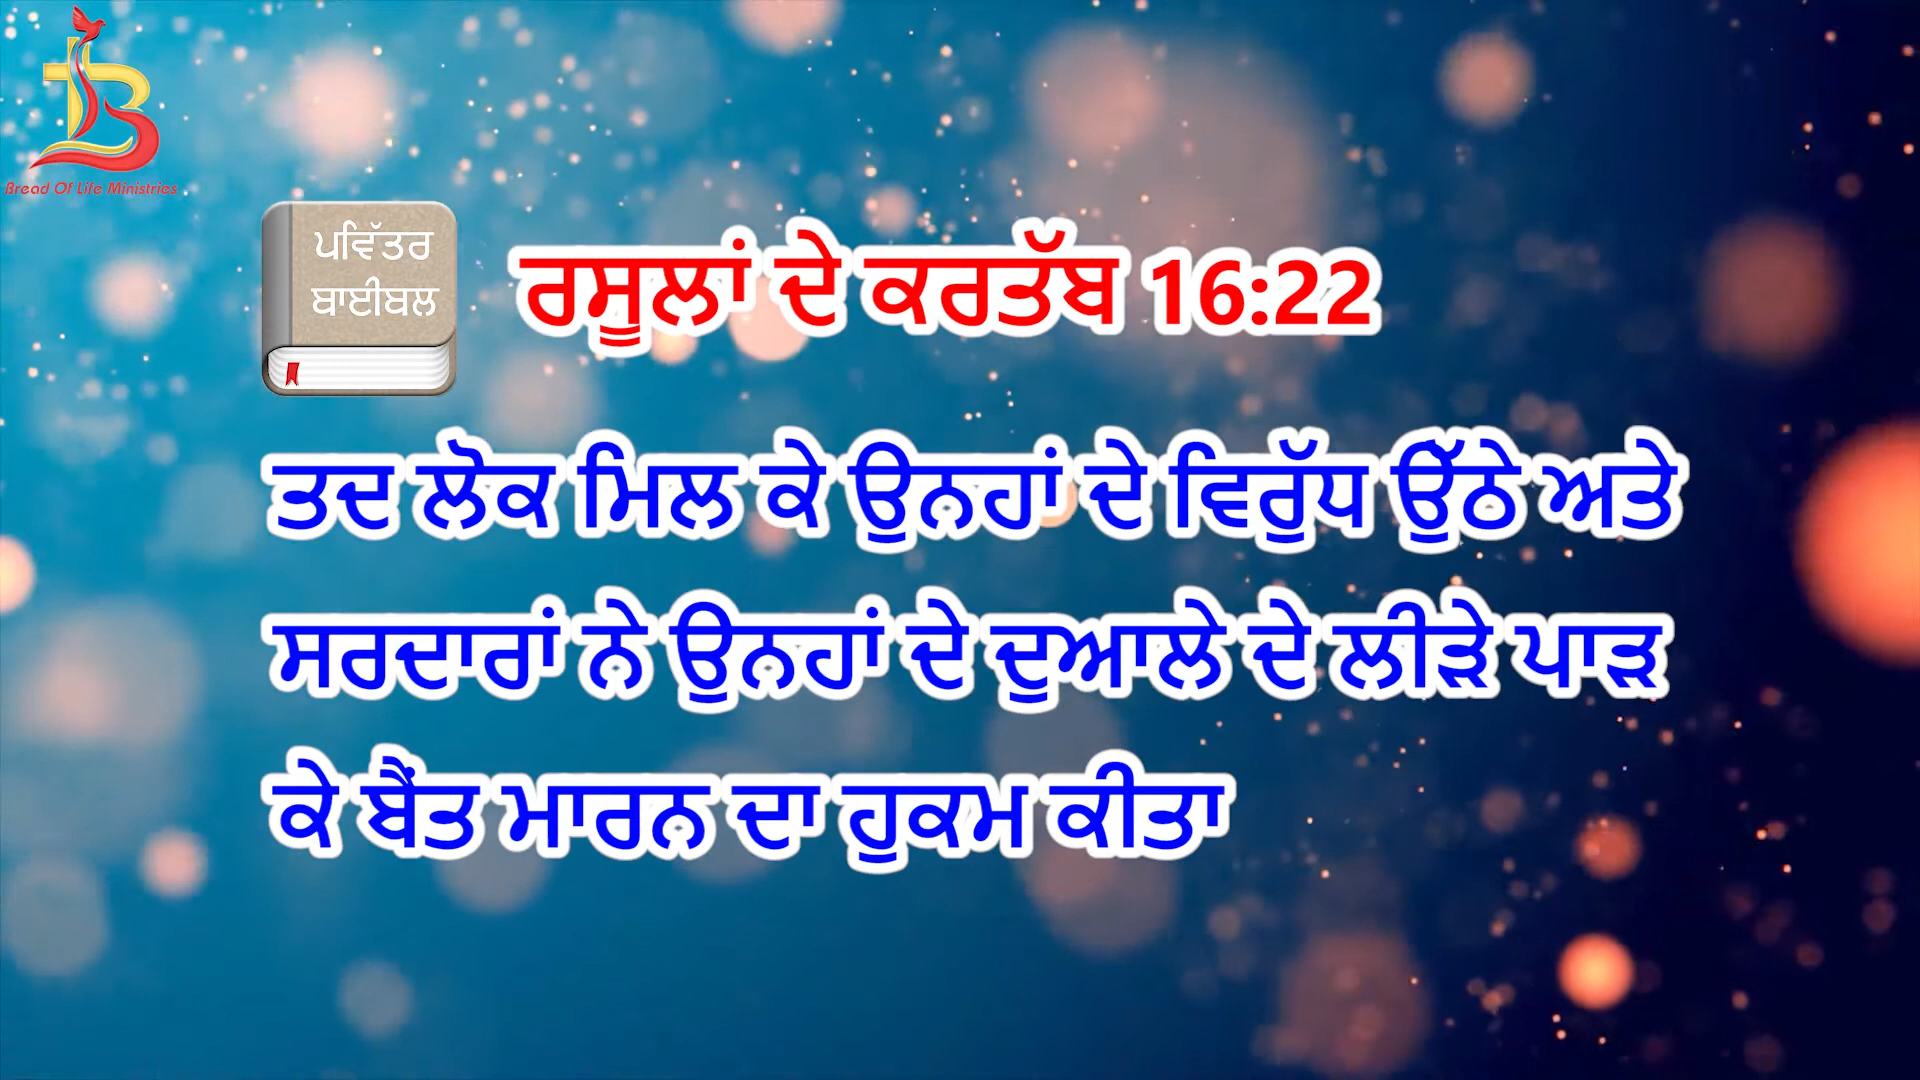 Bread Of Life Ministries
ਪਵਿੱਤਰ
ਬਾਈਬਲ
ਰਸੂਲਾਂ ਦੇ ਕਰਤੱਬ 16:22
ਤਦ ਲੋਕ ਮਿਲ ਕੇ ਉਨਹਾਂ ਦੇ ਵਿਰੁੱਧ ਉੱਠੇ ਅਤੇ
ਸਰਦਾਰਾਂ ਨੇ ਉਨਹਾਂ ਦੇ ਦੁਆਲੇ ਦੇ ਲੀੜੇ ਪਾੜ
ਕੇ ਬੈਂਤ ਮਾਰਨ ਦਾ ਹੁਕਮ ਕੀਤਾ